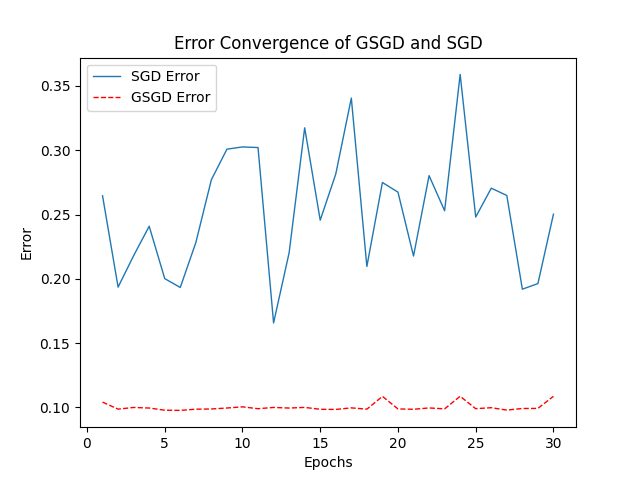 Error Convergence of GSGD and SGD
SGD Error
GSGD Error
Error
0.35
0.30
0.25
0.20
0.15
0.10
0 5 10 15 20 25 30
Epochs